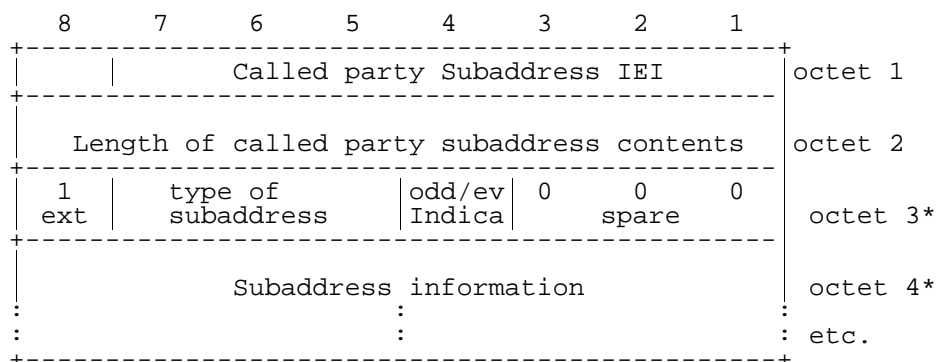 8 7 6 5 4 3 2 1
+-----------------------------------------------+
| | Called party Subaddress IEI | octet 1
+-----------------------------------------------
Length of called party subaddress contents | octet 2
+-----------------------------------------------
1 | type of | odd/ev | 0 0 0
ext | subaddress | Indica | spare | octet 3*
+-----------------------------------------------
Subaddress information | octet 4*
: : :
: : : etc.
+-----------------------------------------------+